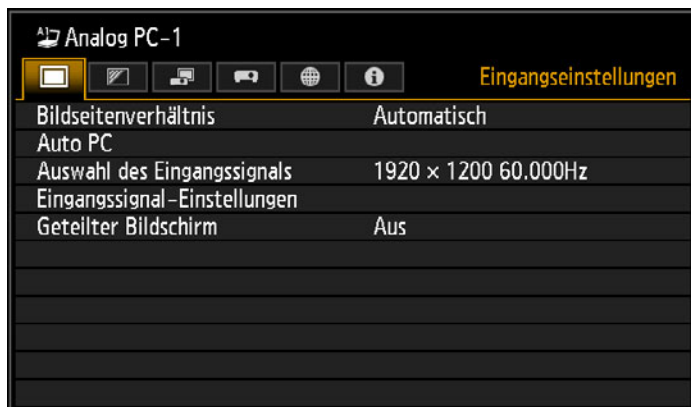 Analog PC-1
Eingangseinstellungen
Bildseitenverhältnis Automatisch
Auto PC
Auswahl des Eingangssignals 1920 × 1200 60.000Hz
Eingangssignal-Einstellungen
Geteilter Bildschirm Aus